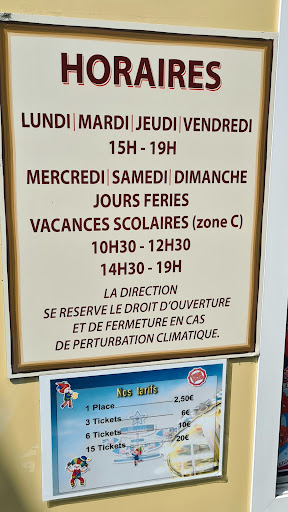 HORAIRES
LUNDI|MARDI|JEUDI|VENDREDI
15H - 19H
MERCREDI|SAMEDI|DIMANCHE
JOURS FERIES
VACANCES SCOLAIRES (zone C)
10H30 - 12H30
14H30 - 19H
LA DIRECTION
SE RESERVE LE DROIT D'OUVERTURE
ET DE FERMETURE EN CAS
DE PERTURBATION CLIMATIQUE.
Nos tarifs
1 Place 2,50€
3 Tickets 6€
6 Tickets 10€
15 Tickets 20€